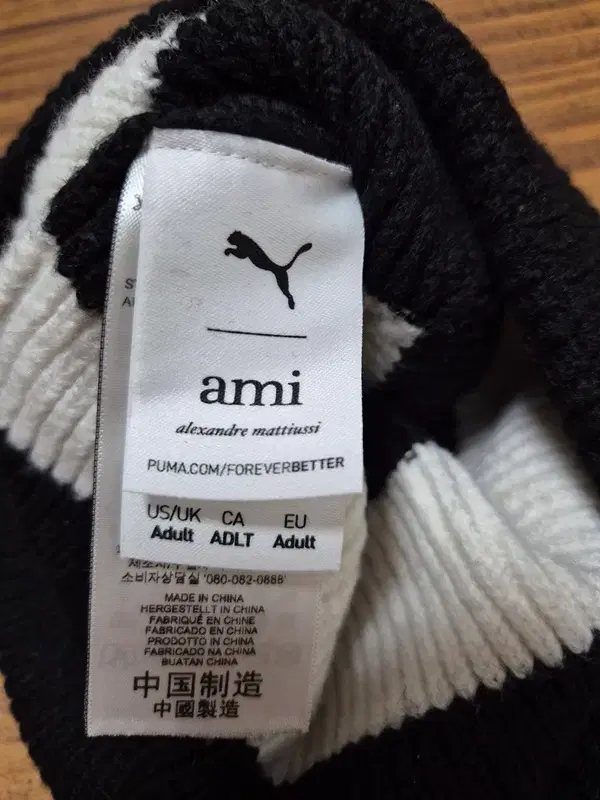 ami
alexandre mattiussi
PUMA.COM/FOREVERBETTER
US/UK CA EU
Adult ADLT Adult
소비자상담실 '080-082-0888'
MADE IN CHINA
HERGESTELLT IN CHINA
FABRIQUÉ EN CHINE
FABRICADO EN CHINA
PRODOTTO IN CHINA
FABRICADO NA CHINA
BUATAN CHINA
中国制造
中國製造